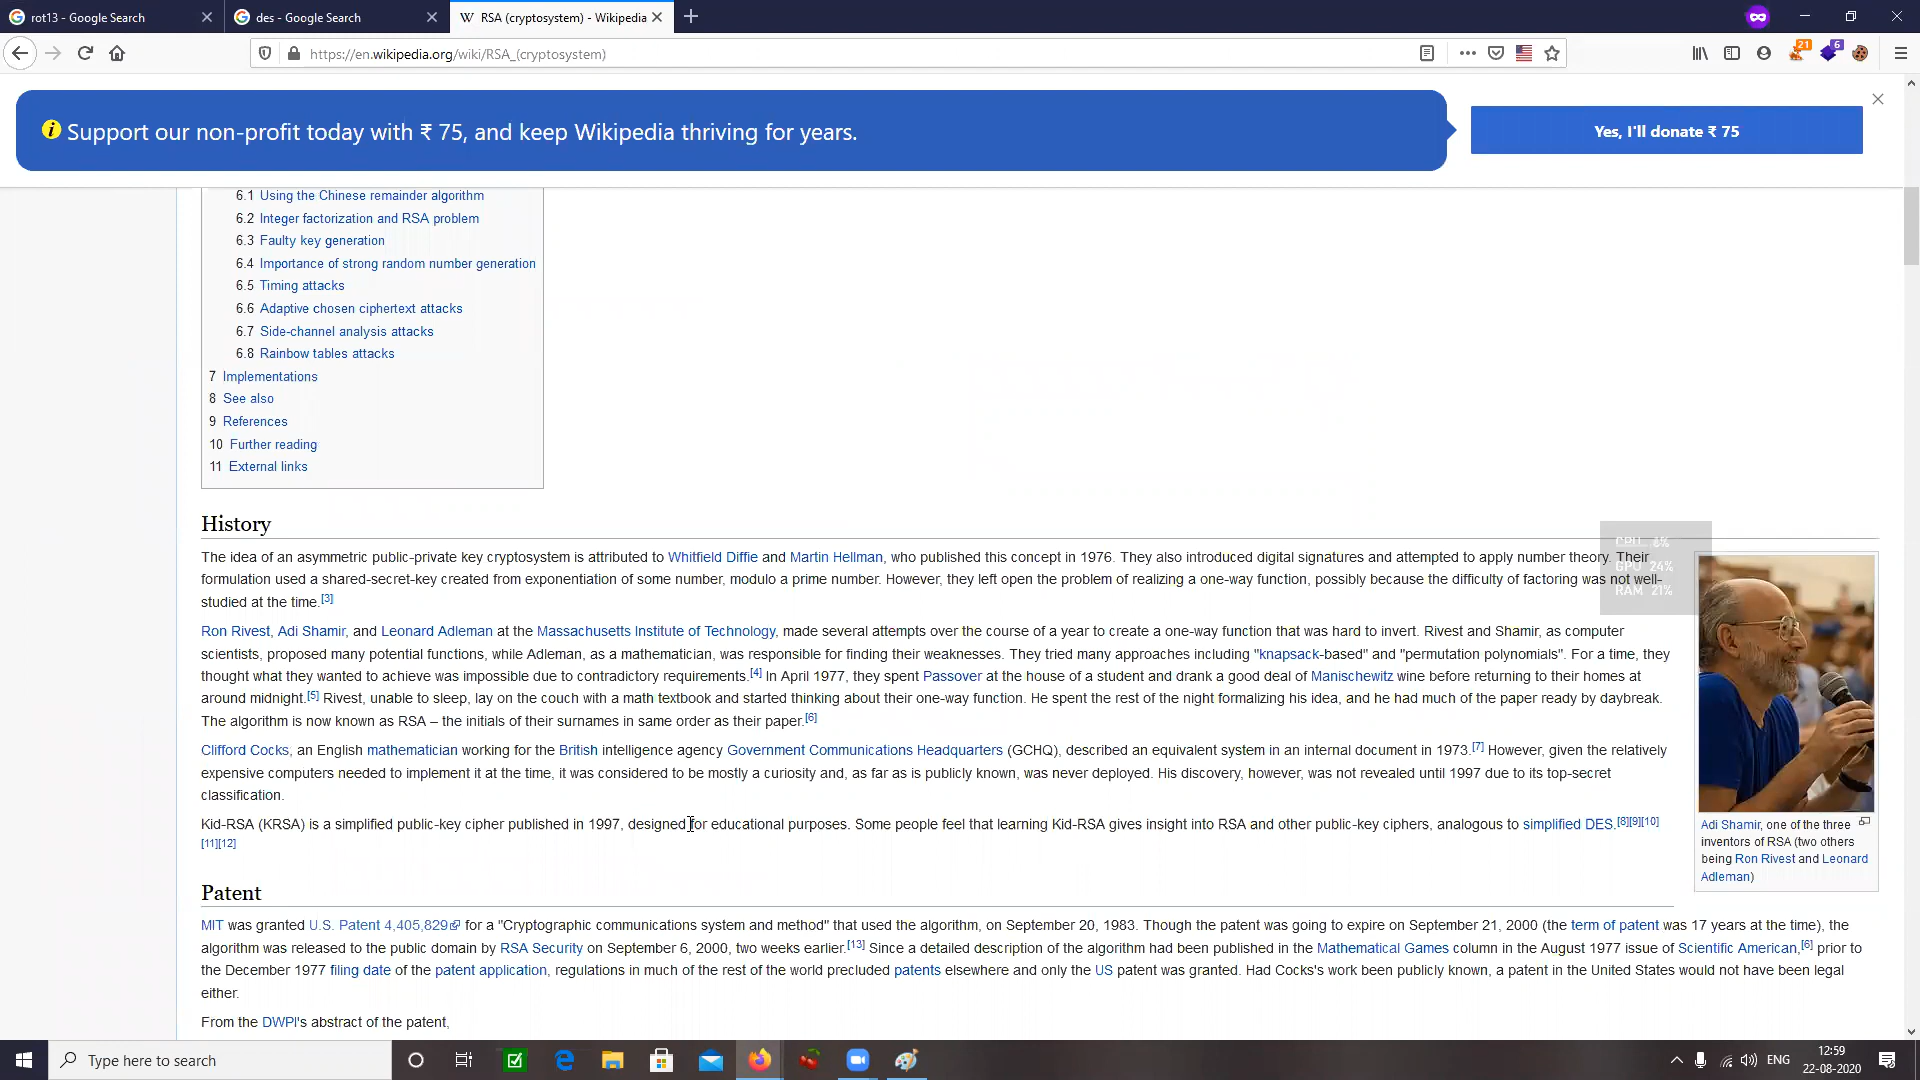 rot13 - Google Search
des - Google Search
RSA (cryptosystem) - Wikipedia
https://en.wikipedia.org/wiki/RSA_(cryptosystem)
21
6
Support our non-profit today with ₹ 75, and keep Wikipedia thriving for years.
Yes, I'll donate ₹ 75
6.1 Using the Chinese remainder algorithm
6.2 Integer factorization and RSA problem
6.3 Faulty key generation
6.4 Importance of strong random number generation
6.5 Timing attacks
6.6 Adaptive chosen ciphertext attacks
6.7 Side-channel analysis attacks
6.8 Rainbow tables attacks
7 Implementations
8 See also
9 References
10 Further reading
11 External links
History
The idea of an asymmetric public-private key cryptosystem is attributed to Whitfield Diffie and Martin Hellman, who published this concept in 1976. They also introduced digital signatures and attempted to apply number theory. Their
formulation used a shared-secret-key created from exponentiation of some number, modulo a prime number. However, they left open the problem of realizing a one-way function, possibly because the difficulty of factoring was not well-
studied at the time.[3]
Ron Rivest, Adi Shamir, and Leonard Adleman at the Massachusetts Institute of Technology, made several attempts over the course of a year to create a one-way function that was hard to invert. Rivest and Shamir, as computer
scientists, proposed many potential functions, while Adleman, as a mathematician, was responsible for finding their weaknesses. They tried many approaches including "knapsack-based" and "permutation polynomials". For a time, they
thought what they wanted to achieve was impossible due to contradictory requirements.[4] In April 1977, they spent Passover at the house of a student and drank a good deal of Manischewitz wine before returning to their homes at
around midnight.[5] Rivest, unable to sleep, lay on the couch with a math textbook and started thinking about their one-way function. He spent the rest of the night formalizing his idea, and he had much of the paper ready by daybreak.
The algorithm is now known as RSA – the initials of their surnames in same order as their paper.[6]
Clifford Cocks, an English mathematician working for the British intelligence agency Government Communications Headquarters (GCHQ), described an equivalent system in an internal document in 1973.[7] However, given the relatively
expensive computers needed to implement it at the time, it was considered to be mostly a curiosity and, as far as is publicly known, was never deployed. His discovery, however, was not revealed until 1997 due to its top-secret
classification.
Kid-RSA (KRSA) is a simplified public-key cipher published in 1997, designed for educational purposes. Some people feel that learning Kid-RSA gives insight into RSA and other public-key ciphers, analogous to simplified DES.[8][9][10]
[11][12]
CPU 6%
GPU 24%
RAM 21%
Adi Shamir, one of the three
inventors of RSA (two others
being Ron Rivest and Leonard
Adleman)
Patent
MIT was granted U.S. Patent 4,405,829 for a "Cryptographic communications system and method" that used the algorithm, on September 20, 1983. Though the patent was going to expire on September 21, 2000 (the term of patent was 17 years at the time), the
algorithm was released to the public domain by RSA Security on September 6, 2000, two weeks earlier.[13] Since a detailed description of the algorithm had been published in the Mathematical Games column in the August 1977 issue of Scientific American,[6] prior to
the December 1977 filing date of the patent application, regulations in much of the rest of the world precluded patents elsewhere and only the US patent was granted. Had Cocks's work been publicly known, a patent in the United States would not have been legal
either.
From the DWPI's abstract of the patent,
Type here to search
ENG
12:59
22-08-2020